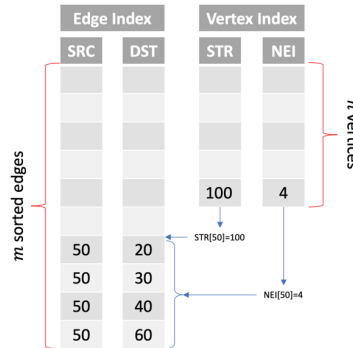 Edge Index Vertex Index
SRC DST STR NEI
100 4
STR[50]=100
50 20
50 30
NEI[50]=4
50 40
50 60
m sorted edges
n vertices